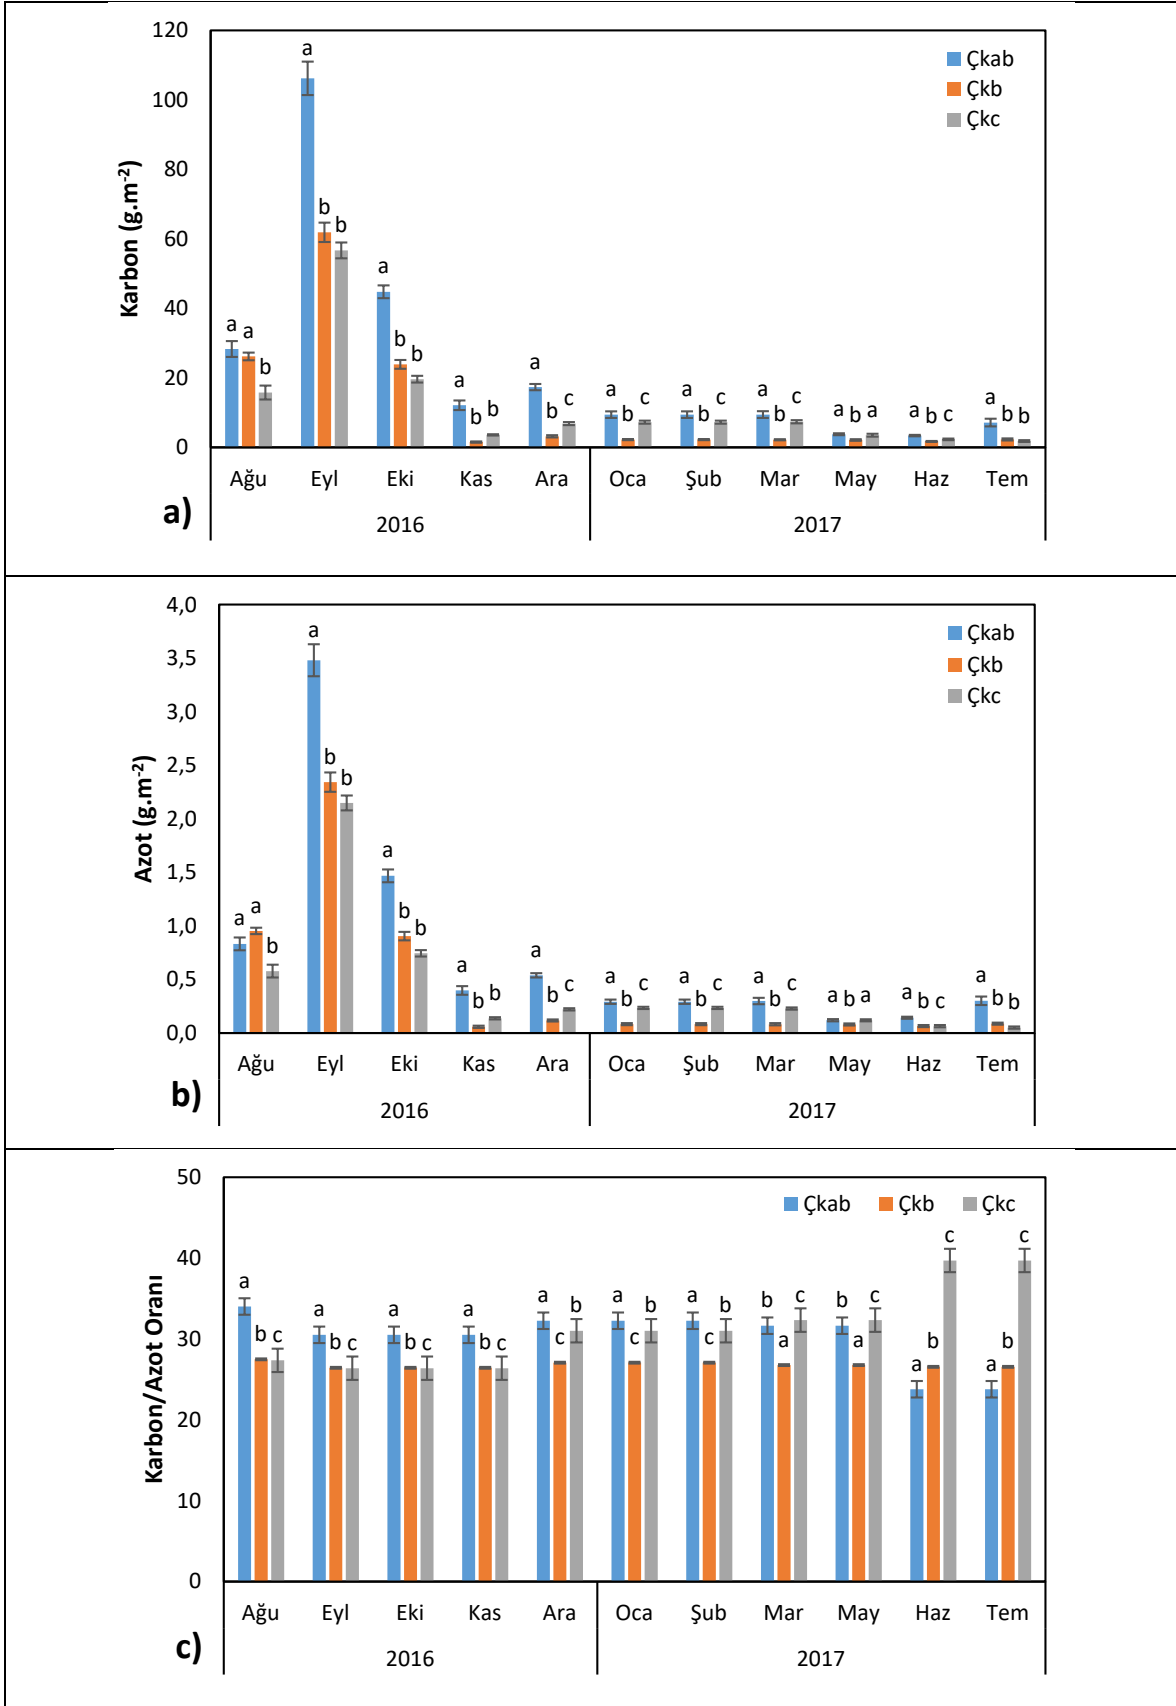 120
100
80
60
40
20
0
Karbon (g.m-2)
Çkab
Çkb
Çkc
a a b
a b b
a b b
a b b
a b c
a b c
a b c
a b c
a b a
a b c
a b b
Ağu Eyl Eki Kas Ara Oca Şub Mar May Haz Tem
2016 2017
a)
4,0
3,5
3,0
2,5
2,0
1,5
1,0
0,5
0,0
Azot (g.m-2)
Çkab
Çkb
Çkc
a a b
a b b
a b b
a b b
a b c
a b c
a b c
a b c
a b a
a b c
a b b
Ağu Eyl Eki Kas Ara Oca Şub Mar May Haz Tem
2016 2017
b)
50
40
30
20
10
0
Karbon/Azot Oranı
Çkab Çkb Çkc
a b c
a b c
a b c
a b c
a c b
a c b
a c b
b a c
b a c
a b c
a b c
Ağu Eyl Eki Kas Ara Oca Şub Mar May Haz Tem
2016 2017
c)